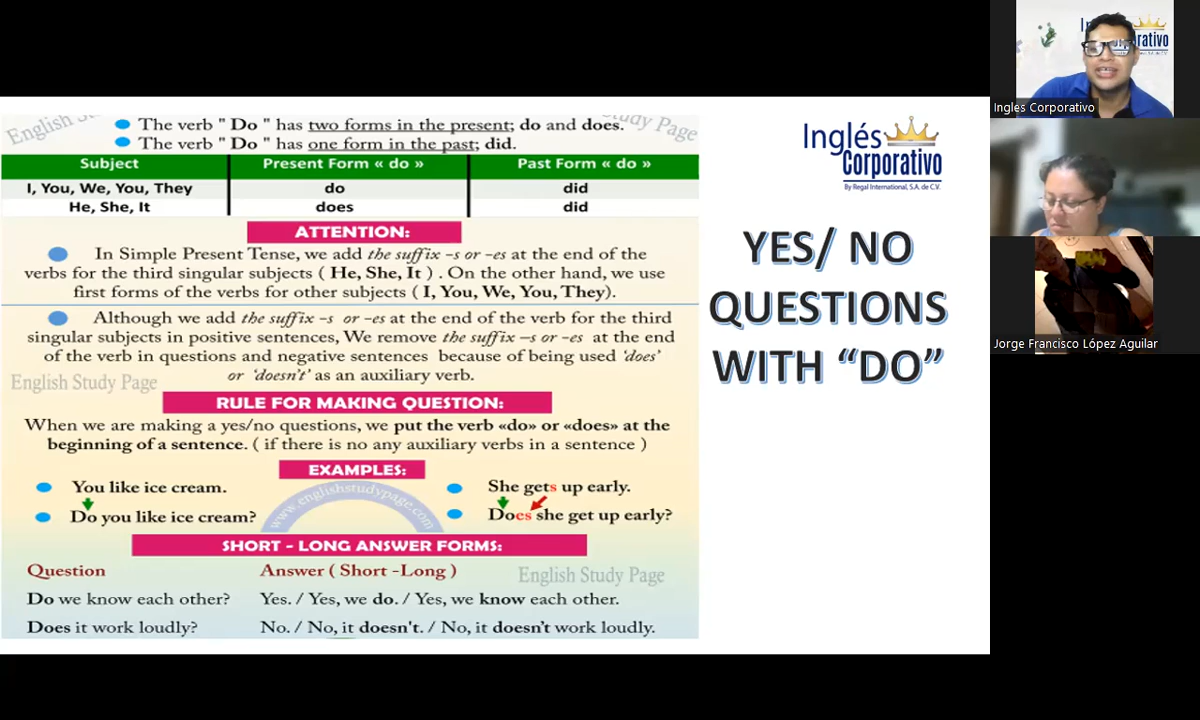 English St
udy Page
The verb " Do " has two forms in the present; do and does.
The verb " Do " has one form in the past; did.
Subject Present Form « do » Past Form « do »
I, You, We, You, They do did
He, She, It does did
ATTENTION:
In Simple Present Tense, we add the suffix –s or –es at the end of the
verbs for the third singular subjects ( He, She, It ) . On the other hand, we use
first forms of the verbs for other subjects ( I, You, We, You, They).
Although we add the suffix –s or –es at the end of the verb for the third
singular subjects in positive sentences, We remove the suffix –s or –es at the end
of the verb in questions and negative sentences because of being used 'does'
or 'doesn't' as an auxiliary verb.
English Study Page
RULE FOR MAKING QUESTION:
When we are making a yes/no questions, we put the verb «do» or «does» at the
beginning of a sentence. ( if there is no any auxiliary verbs in a sentence )
EXAMPLES:
You like ice cream.
Do you like ice cream?
She gets up early.
Does she get up early?
www.englishstudypage.com
SHORT - LONG ANSWER FORMS:
Question Answer ( Short -Long )
English Study Page
Do we know each other? Yes. / Yes, we do. / Yes, we know each other.
Does it work loudly? No. / No, it doesn't. / No, it doesn't work loudly.
Inglés
Corporativo
By Regal International, S.A. de C.V.
YES/ NO
QUESTIONS
WITH “DO”
Ingles Corporativo
Jorge Francisco López Aguilar